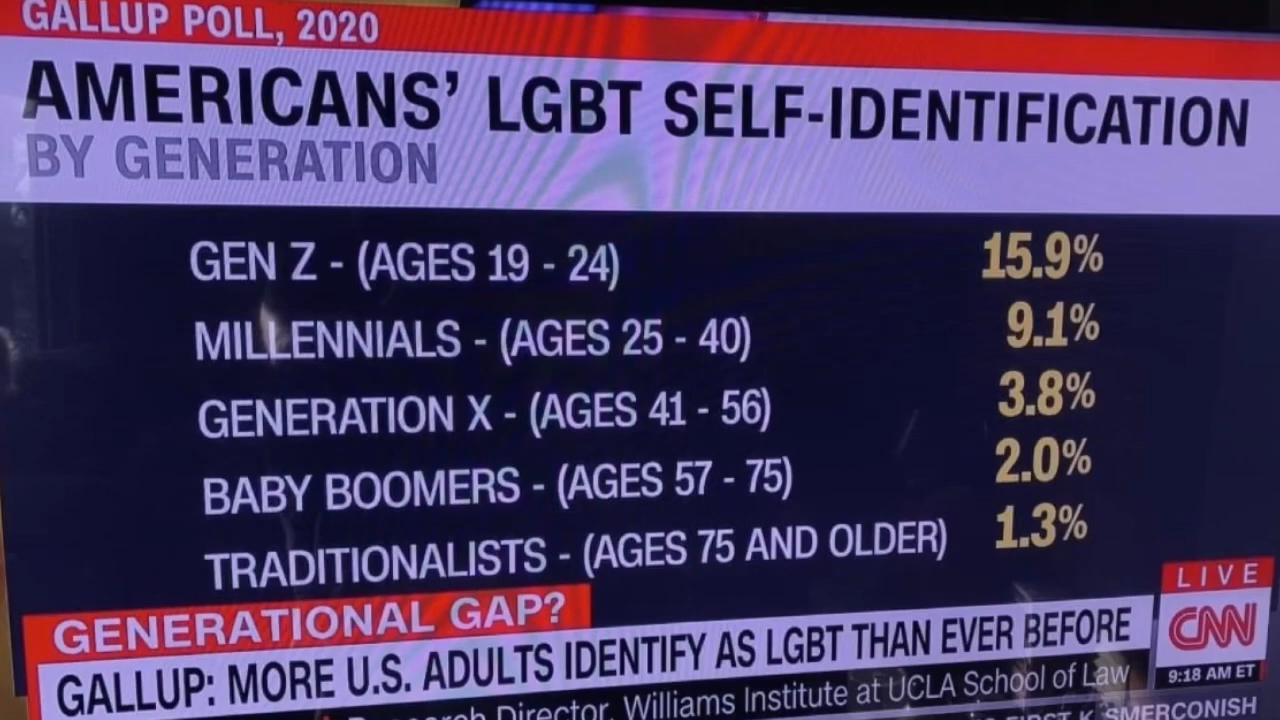 GALLUP POLL, 2020
AMERICANS' LGBT SELF-IDENTIFICATION
BY GENERATION
GEN Z - (AGES 19 - 24) 15.9%
MILLENNIALS - (AGES 25 - 40) 9.1%
GENERATION X - (AGES 41 - 56) 3.8%
BABY BOOMERS - (AGES 57 - 75) 2.0%
TRADITIONALISTS - (AGES 75 AND OLDER) 1.3%
GENERATIONAL GAP?
GALLUP: MORE U.S. ADULTS IDENTIFY AS LGBT THAN EVER BEFORE
Director, Williams Institute at UCLA School of Law
LIVE
CNN
9:18 AM ET
SMERCONISH